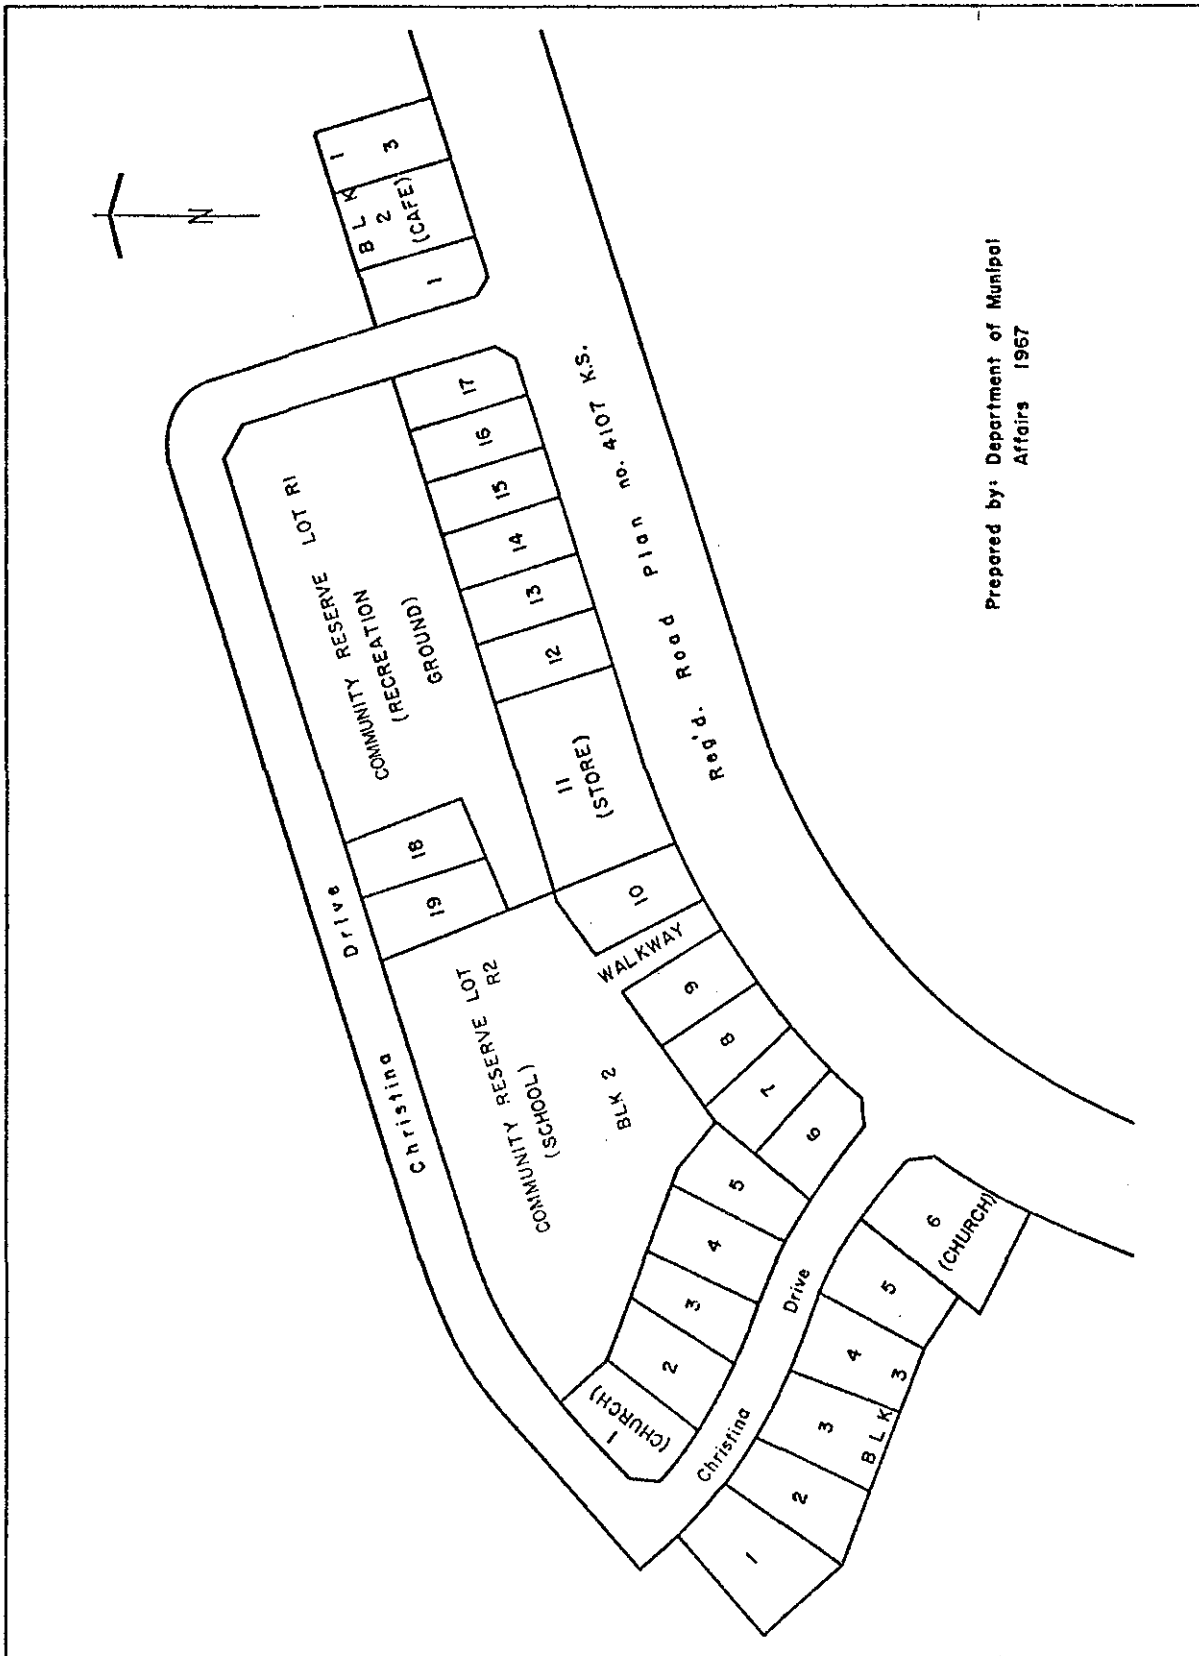 N
BLK 1
1
2
(CAFE)
3
COMMUNITY RESERVE LOT R1
(RECREATION
GROUND)
17
16
15
14
13
12
11
(STORE)
10
18
19
WALKWAY
9
8
7
6
5
4
3
2
1
(CHURCH)
COMMUNITY RESERVE LOT
R2
(SCHOOL)
BLK 2
Christina Drive
Christina Drive
Reg'd. Road Plan no. 4107 K.S.
BLK 3
1
2
3
4
5
6
(CHURCH)
Prepared by: Department of Munipal
Affairs 1967